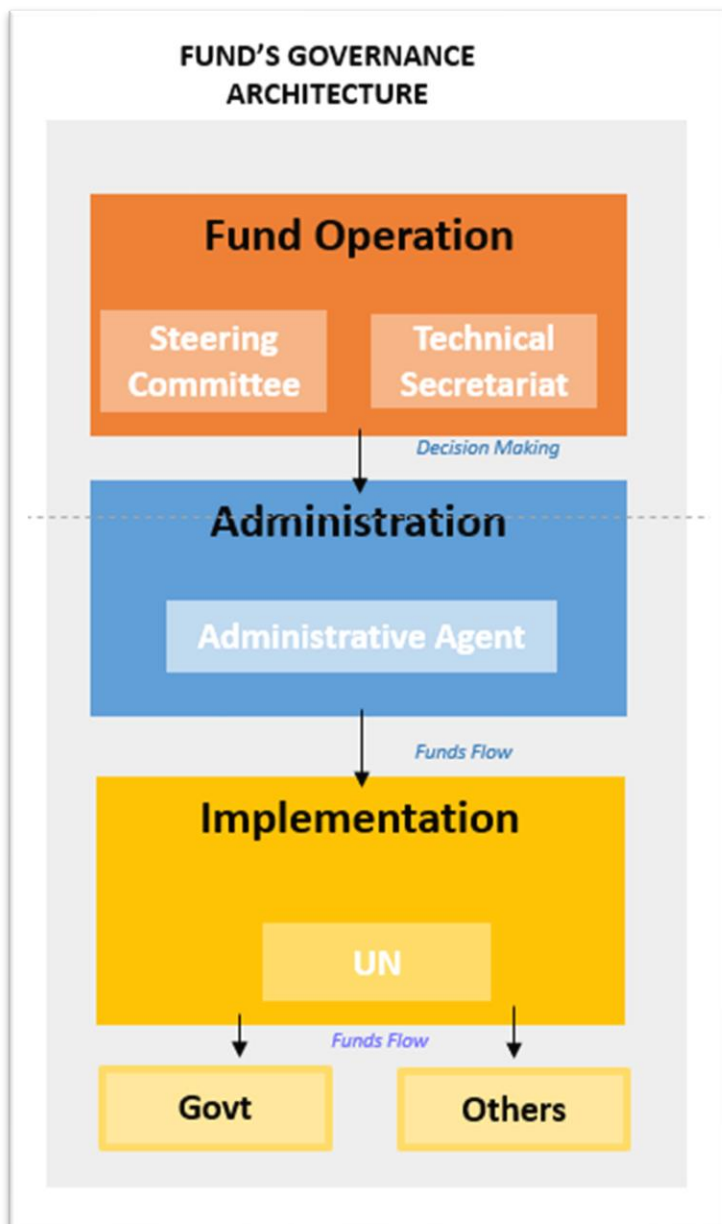 FUND'S GOVERNANCE
ARCHITECTURE
Fund Operation
Steering
Committee
Technical
Secretariat
Decision Making
Administration
Administrative Agent
Funds Flow
Implementation
UN
Funds Flow
Govt
Others